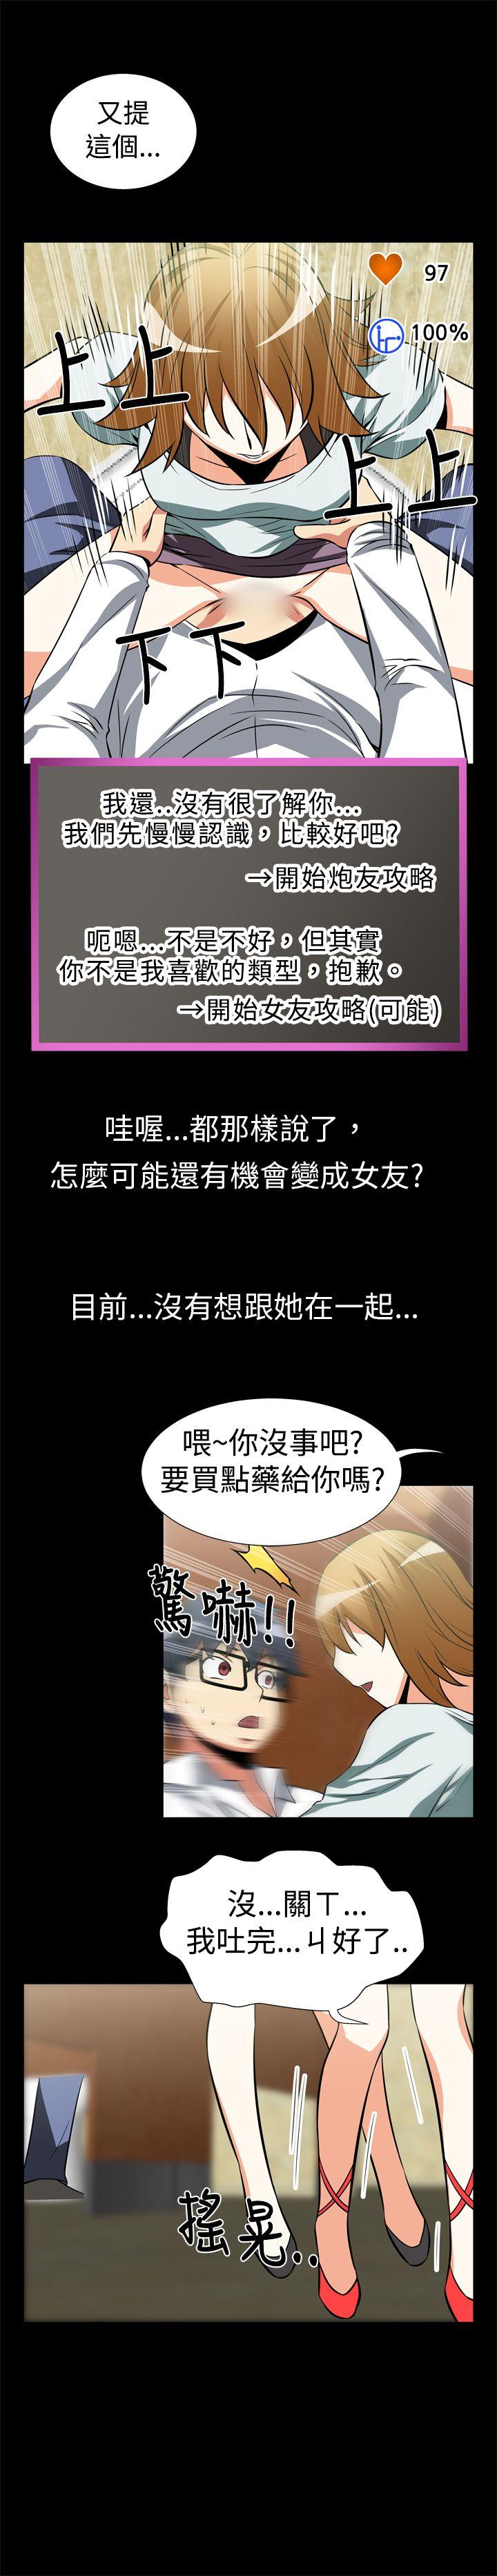 又提
這個...
97
100%
上上
上上
下下
我還..沒有很了解你...
我們先慢慢認識，比較好吧?
→開始炮友攻略
呃嗯...不是不好，但其實
你不是我喜歡的類型，抱歉。
→開始女友攻略(可能)
哇喔...都那樣說了，
怎麼可能還有機會變成女友?
目前...沒有想跟她在一起...
喂~你沒事吧?
要買點藥給你嗎?
驚嚇!!
沒...關ㄒ...
我吐完...ㄐ好了..
搖晃..